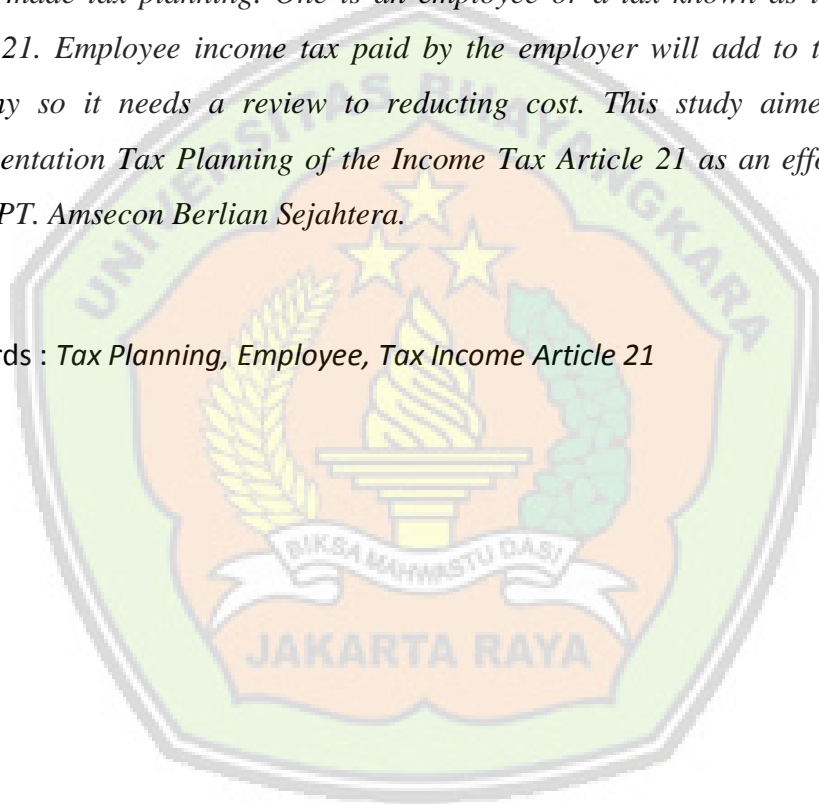 made tax planning. One is an employee or a tax known as
21. Employee income tax paid by the employer will add to t
ny so it needs a review to reducting cost. This study aime
entation Tax Planning of the Income Tax Article 21 as an effo
PT. Amsecon Berlian Sejahtera.
rds : Tax Planning, Employee, Tax Income Article 21
UNIVERSITAS BHAYANGKARA
BIKSA MAHWASTU DASI
JAKARTA RAYA